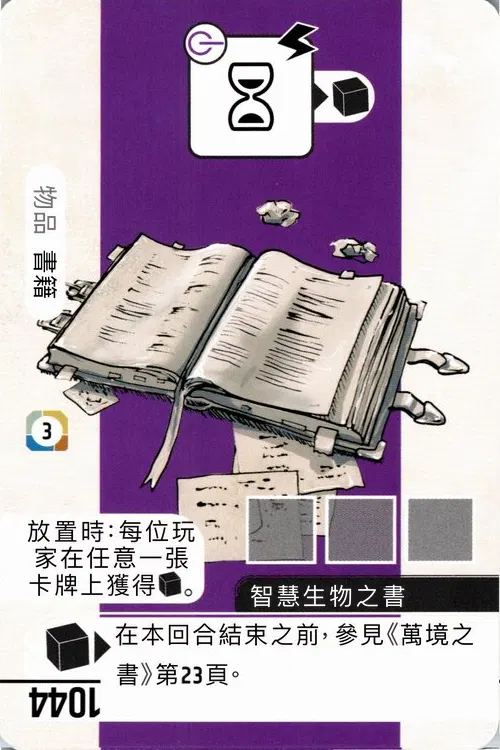 物品 書籍
3
放置時：每位玩
家在任意一張
卡牌上獲得。
智慧生物之書
在本回合結束之前，參見《萬境之
書》第23頁。
1044